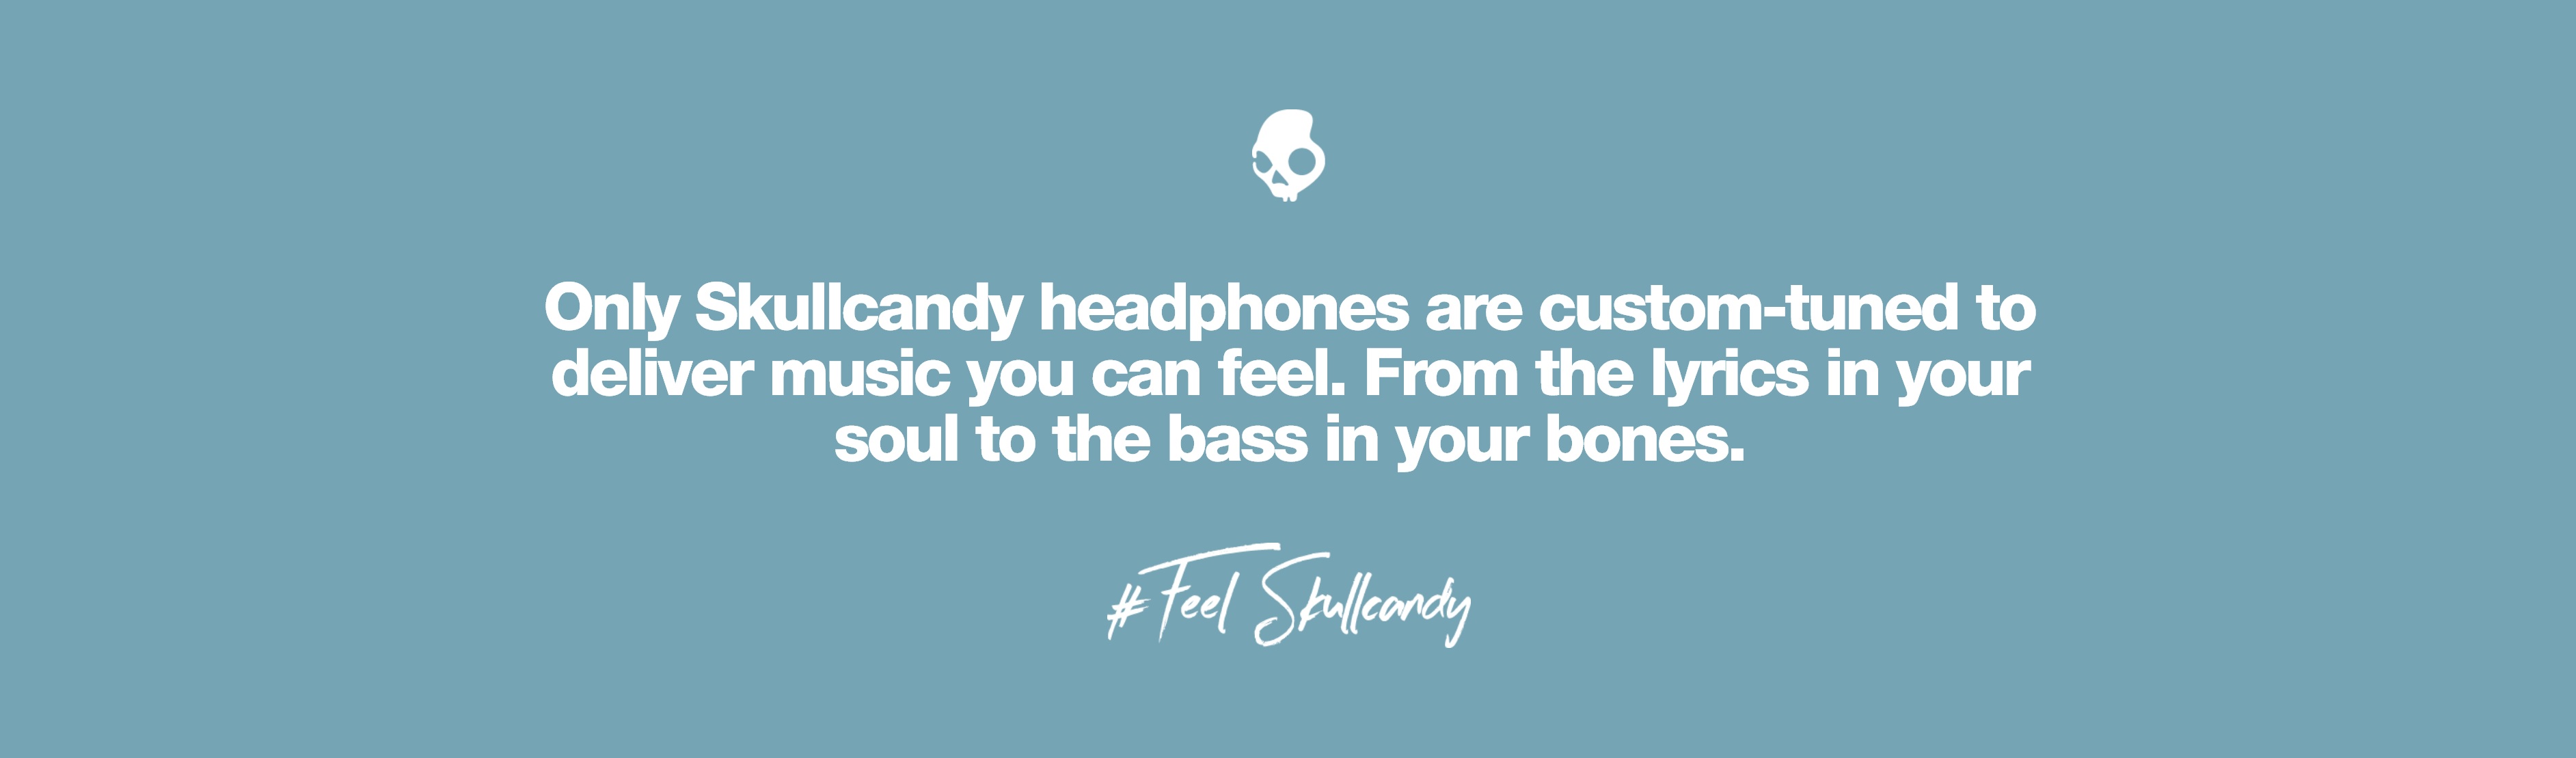 Only Skullcandy headphones are custom-tuned to
deliver music you can feel. From the lyrics in your
soul to the bass in your bones.
#Feel Skullcandy